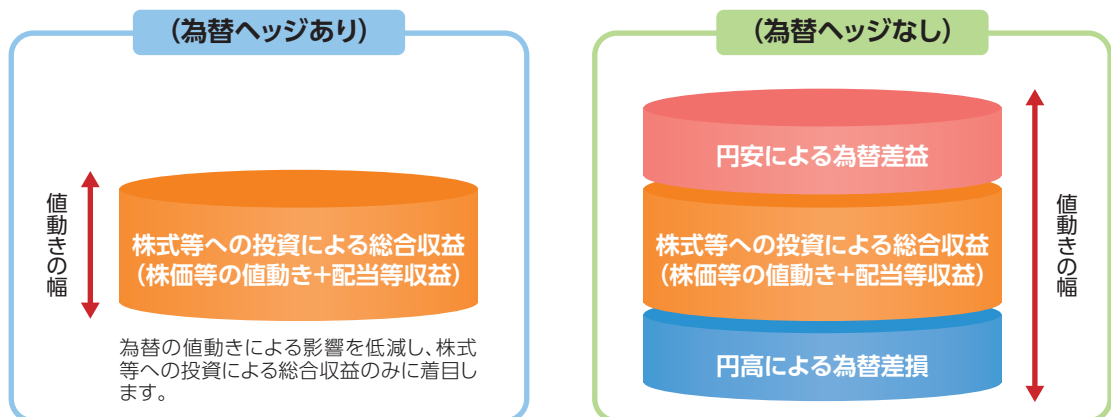 (為替ヘッジあり)
値動きの幅
株式等への投資による総合収益
(株価等の値動き+配当等収益)
為替の値動きによる影響を低減し、株式
等への投資による総合収益のみに着目し
ます。
(為替ヘッジなし)
円安による為替差益
株式等への投資による総合収益
(株価等の値動き+配当等収益)
円高による為替差損
値動きの幅